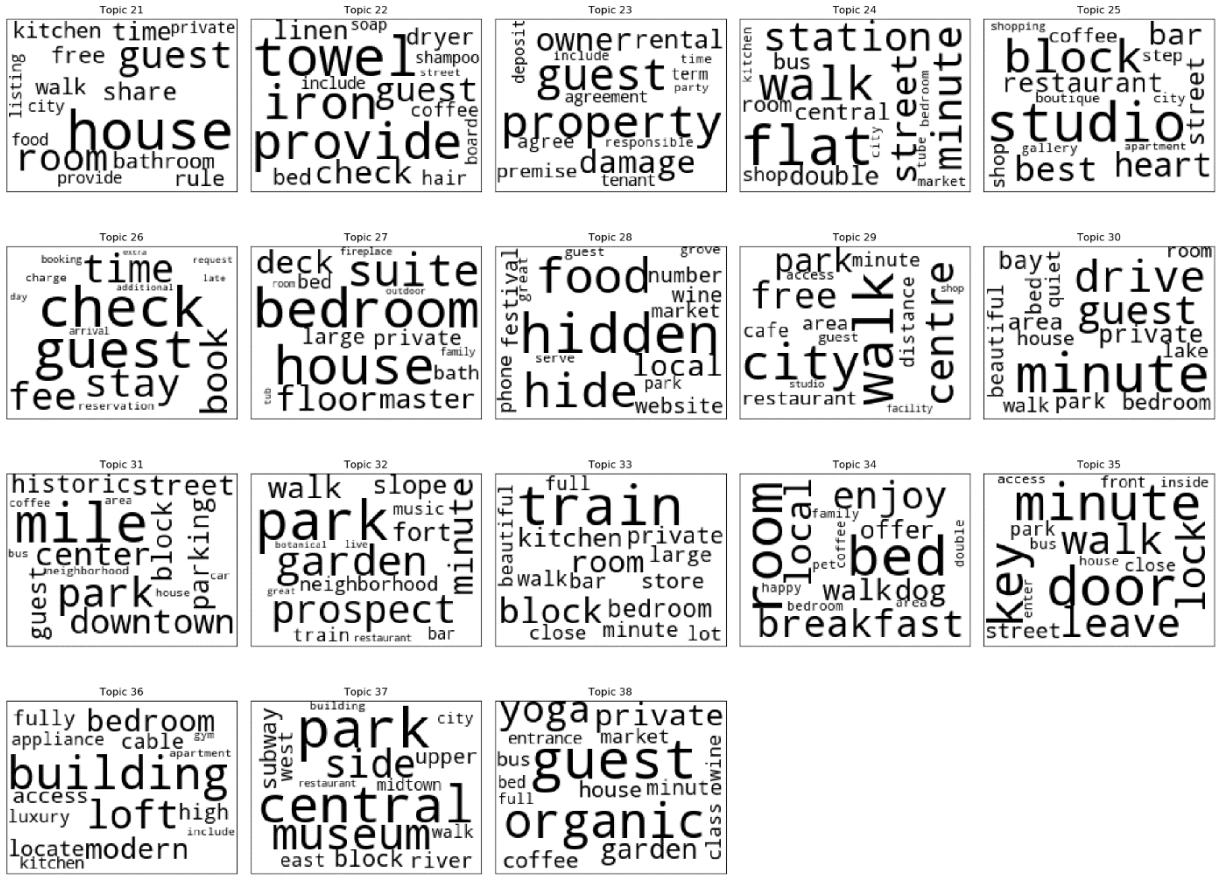 Topic 21
kitchen time private
free guest
listing
walk share
city
house
food
room bathroom
provide rule
Topic 22
linen soap
towel dryer
shampoo
street
include
iron guest
coffee
provide
boarde
bed check hair
Topic 23
deposit
owner rental
include time
guest term
party
agreement
property
agree responsible
premise damage
tenant
Topic 24
kitchen
station
bus
walk
street
minute
bedroom
room central
flat
city
tube
shop double
market
Topic 25
shopping
coffee bar
block step
restaurant
boutique city
street
studio
gallery apartment
shop
best heart
Topic 26
extra
booking time request
charge late
additional
day
check
arrival
guest
book
fee stay
reservation
Topic 27
fireplace
deck suite
room bed
outdoor
bedroom
large private
family
house bath
tub
floor master
Topic 28
guest grove
great
festival
food number
wine
market
hidden
serve local
phone
hide park
website
Topic 29
park minute
access
free
walk
distance
centre
shop
cafe area
guest
city
studio
restaurant
facility
Topic 30
room
bay drive
bed
quiet
beautiful
guest
area
private
house
lake
minute
walk park bedroom
Topic 31
historic street
coffee area
mile
block
parking
center
bus
neighborhood
car
guest
park house
downtown
Topic 32
walk slope
music
minute
park fort
botanical live
garden
neighborhood
great
prospect
train restaurant bar
Topic 33
full
beautiful
train
kitchen private
room large
walk bar store
block bedroom
close minute lot
Topic 34
room
local
enjoy
family
coffee
offer
double
bed
pet
happy walk dog
bedroom area
breakfast
Topic 35
access front inside
minute
key
lock
park walk
bus
house close
door
enter
street leave
Topic 36
fully bedroom
appliance cable gym
apartment
building
access
luxury loft high
include
locate modern
kitchen
Topic 37
building
subway
west
park city
side upper
restaurant midtown
central
museum walk
east block river
Topic 38
yoga private
entrance market
bus
guest
wine
bed
house minute
full
organic
class
garden
coffee